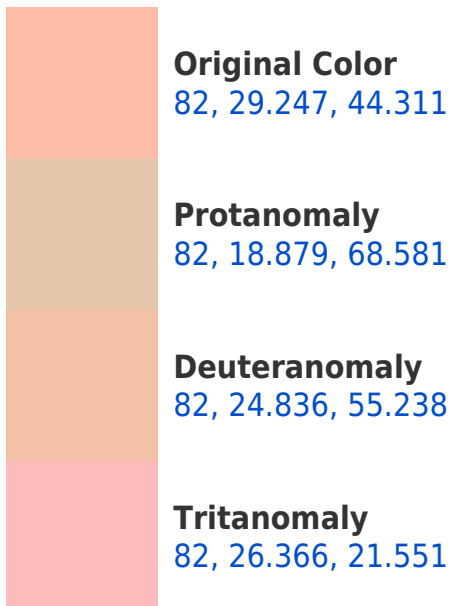 Original Color
82, 29.247, 44.311
Protanomaly
82, 18.879, 68.581
Deuteranomaly
82, 24.836, 55.238
Tritanomaly
82, 26.366, 21.551